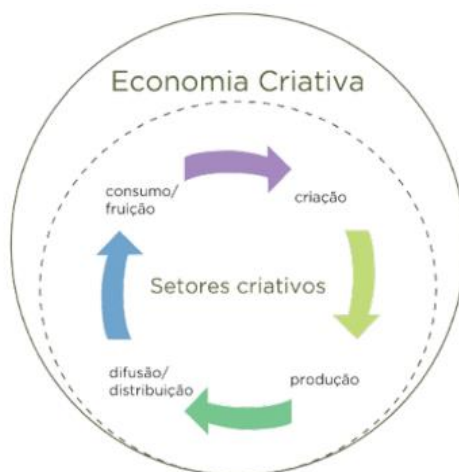 Economia Criativa
consumo/
fruição
criação
Setores criativos
difusão/
distribuição
produção